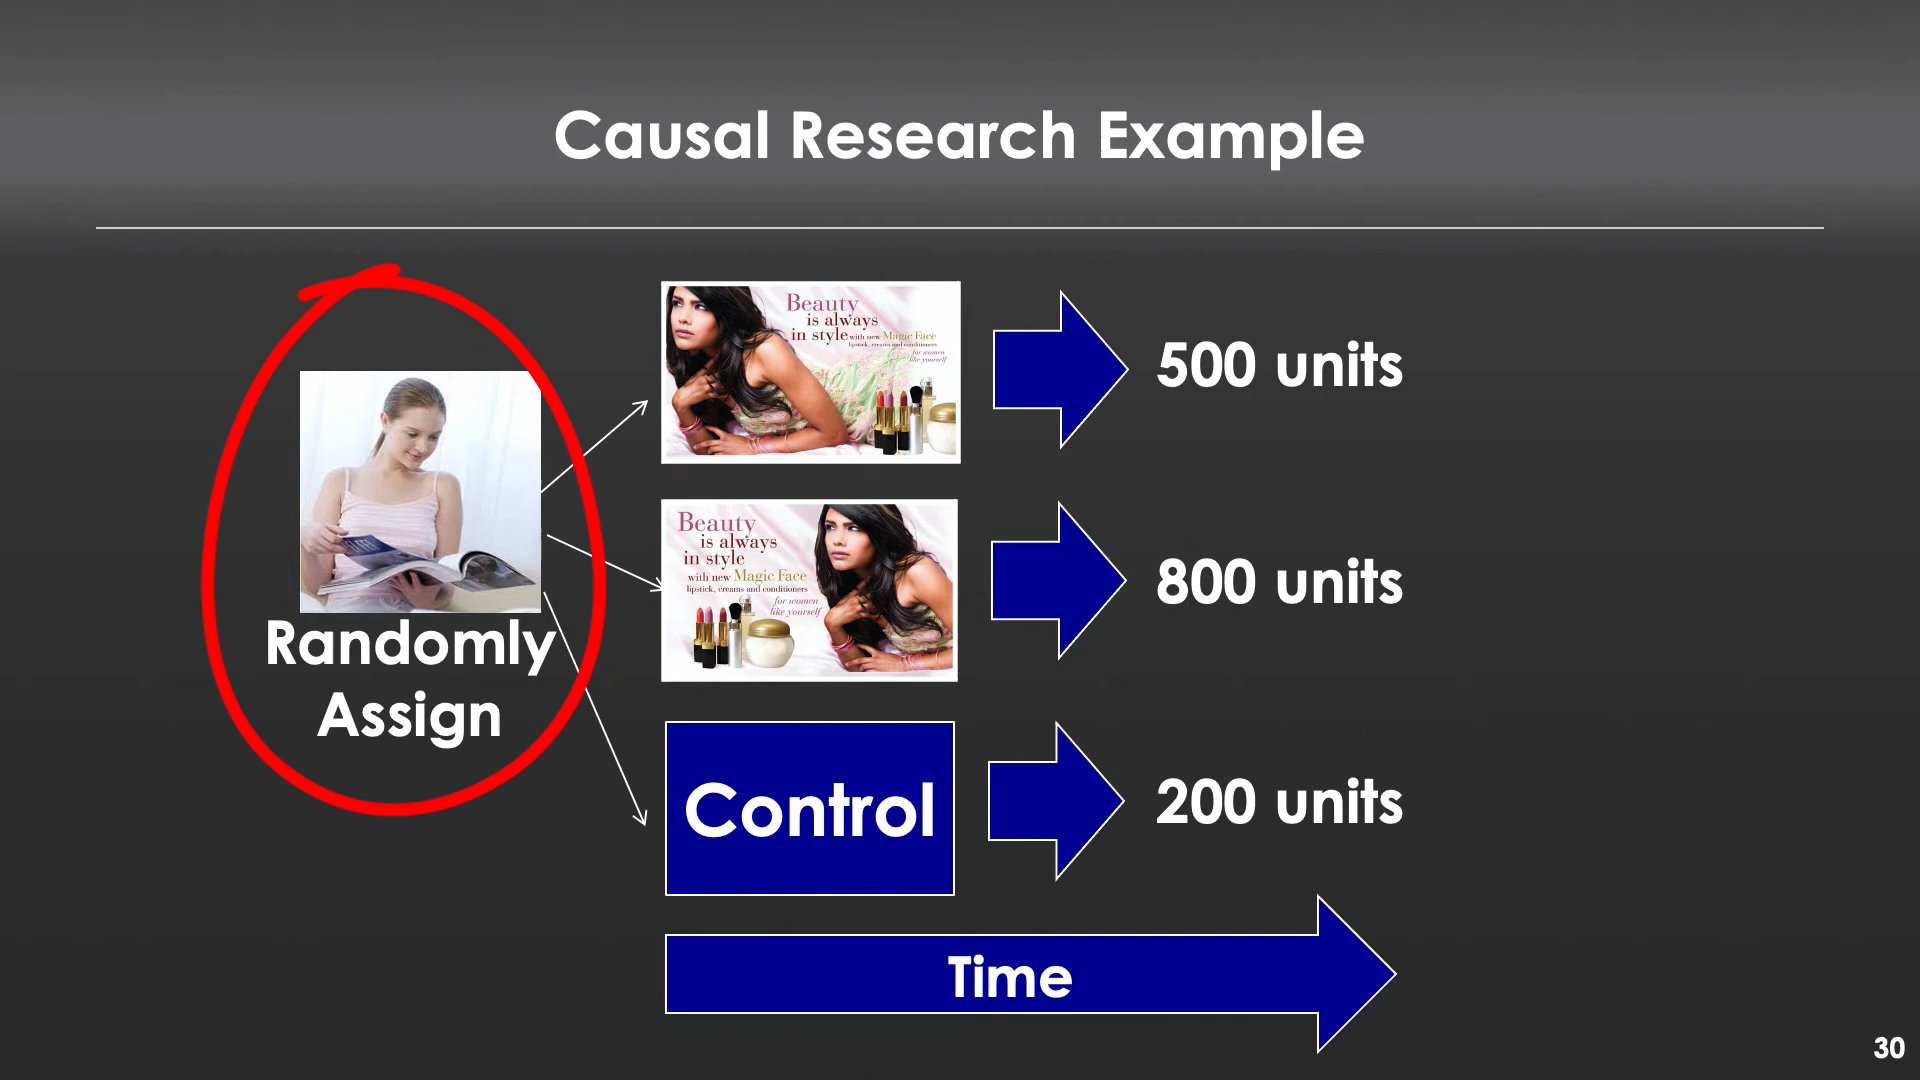 Causal Research Example
Beauty
is always
in style with new Magic Face
lipstick, creams and conditioners
for women
like yourself
500 units
Beauty
is always
in style
with new Magic Face
lipstick, creams and conditioners
for women
like yourself
800 units
Randomly
Assign
Control
200 units
Time
30